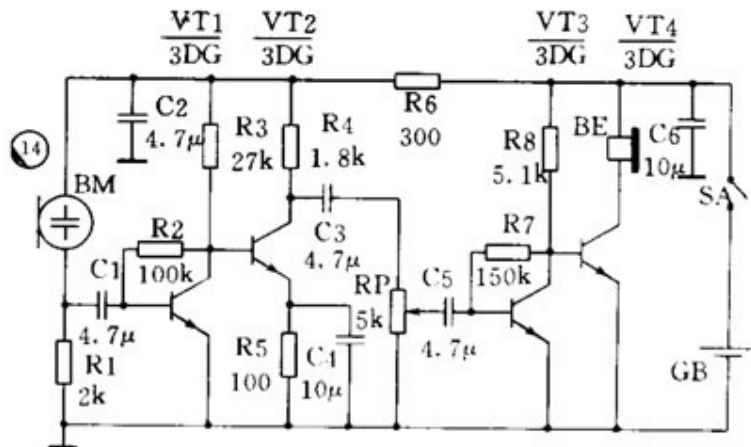 VT1
3DG
VT2
3DG
VT3
3DG
VT4
3DG
14
BM
C2
4.7μ
R3
27k
R4
1.8k
R6
300
R8
5.1k
BE
C6
10μ
SA
R2
100k
C1
4.7μ
R1
2k
C3
4.7μ
R5
100
C4
10μ
RP
5k
C5
4.7μ
R7
150k
GB